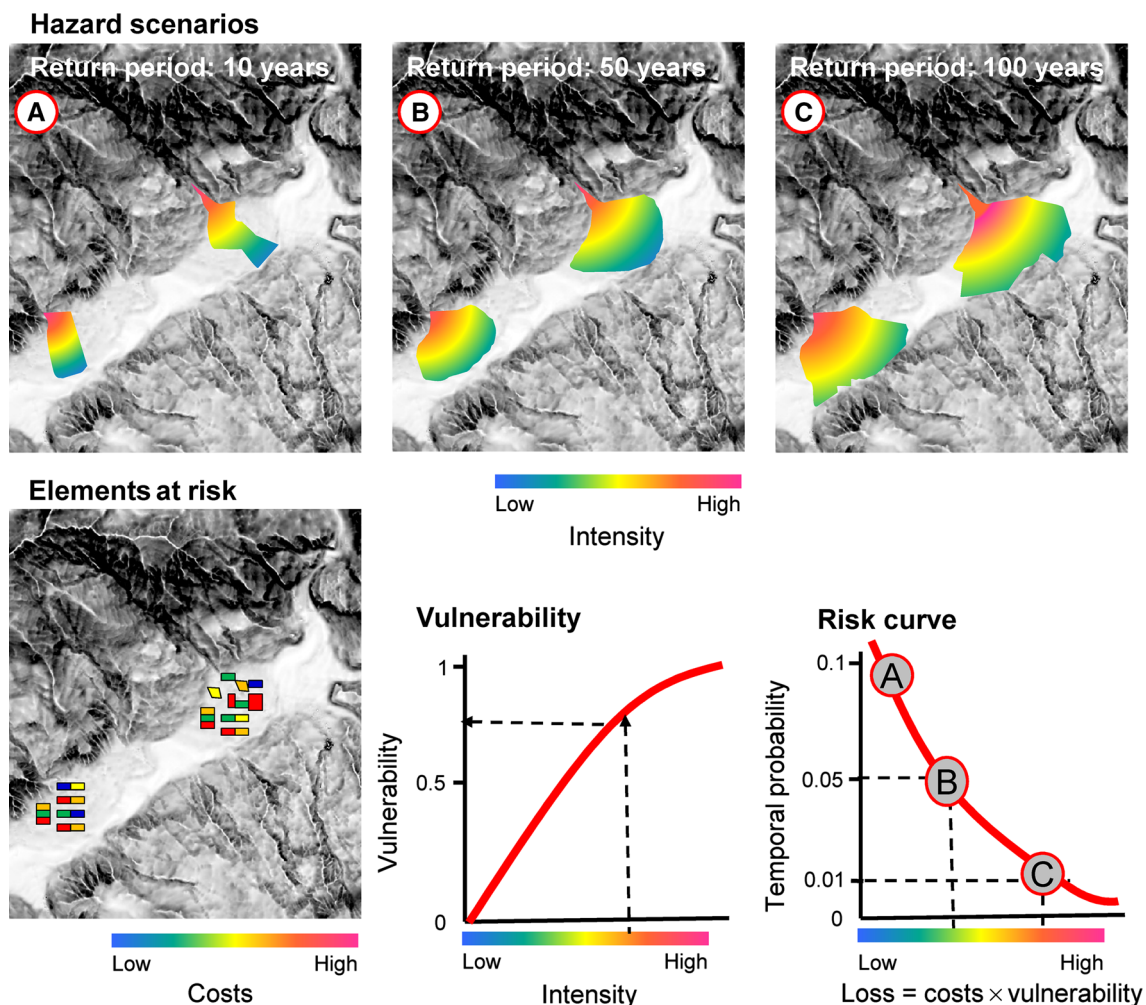 Hazard scenarios
Return period: 10 years
Return period: 50 years
Return period: 100 years
A
B
C
Low
High
Intensity
Elements at risk
Low
High
Costs
Vulnerability
1
0.5
0
Vulnerability
Low
High
Intensity
Risk curve
0.1
0.05
0.01
0
Temporal probability
A
B
C
Low
High
Loss = costs × vulnerability